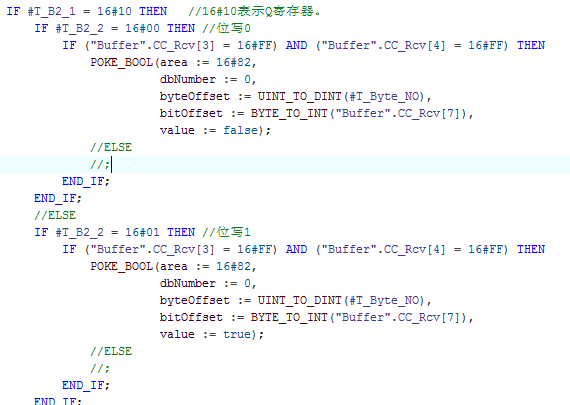 IF #T_B2_1 = 16#10 THEN   //16#10表示Q寄存器。
    IF #T_B2_2 = 16#00 THEN //位写0
        IF ("Buffer".CC_Rcv[3] = 16#FF) AND ("Buffer".CC_Rcv[4] = 16#FF) THEN
            POKE_BOOL(area := 16#82,
                      dbNumber := 0,
                      byteOffset := UINT_TO_DINT(#T_Byte_NO),
                      bitOffset := BYTE_TO_INT("Buffer".CC_Rcv[7]),
                      value := false);
            //ELSE
            //;
        END_IF;
    END_IF;
    //ELSE
    IF #T_B2_2 = 16#01 THEN //位写1
        IF ("Buffer".CC_Rcv[3] = 16#FF) AND ("Buffer".CC_Rcv[4] = 16#FF) THEN
            POKE_BOOL(area := 16#82,
                      dbNumber := 0,
                      byteOffset := UINT_TO_DINT(#T_Byte_NO),
                      bitOffset := BYTE_TO_INT("Buffer".CC_Rcv[7]),
                      value := true);
            //ELSE
            //;
        END_IF;
    END_IF;